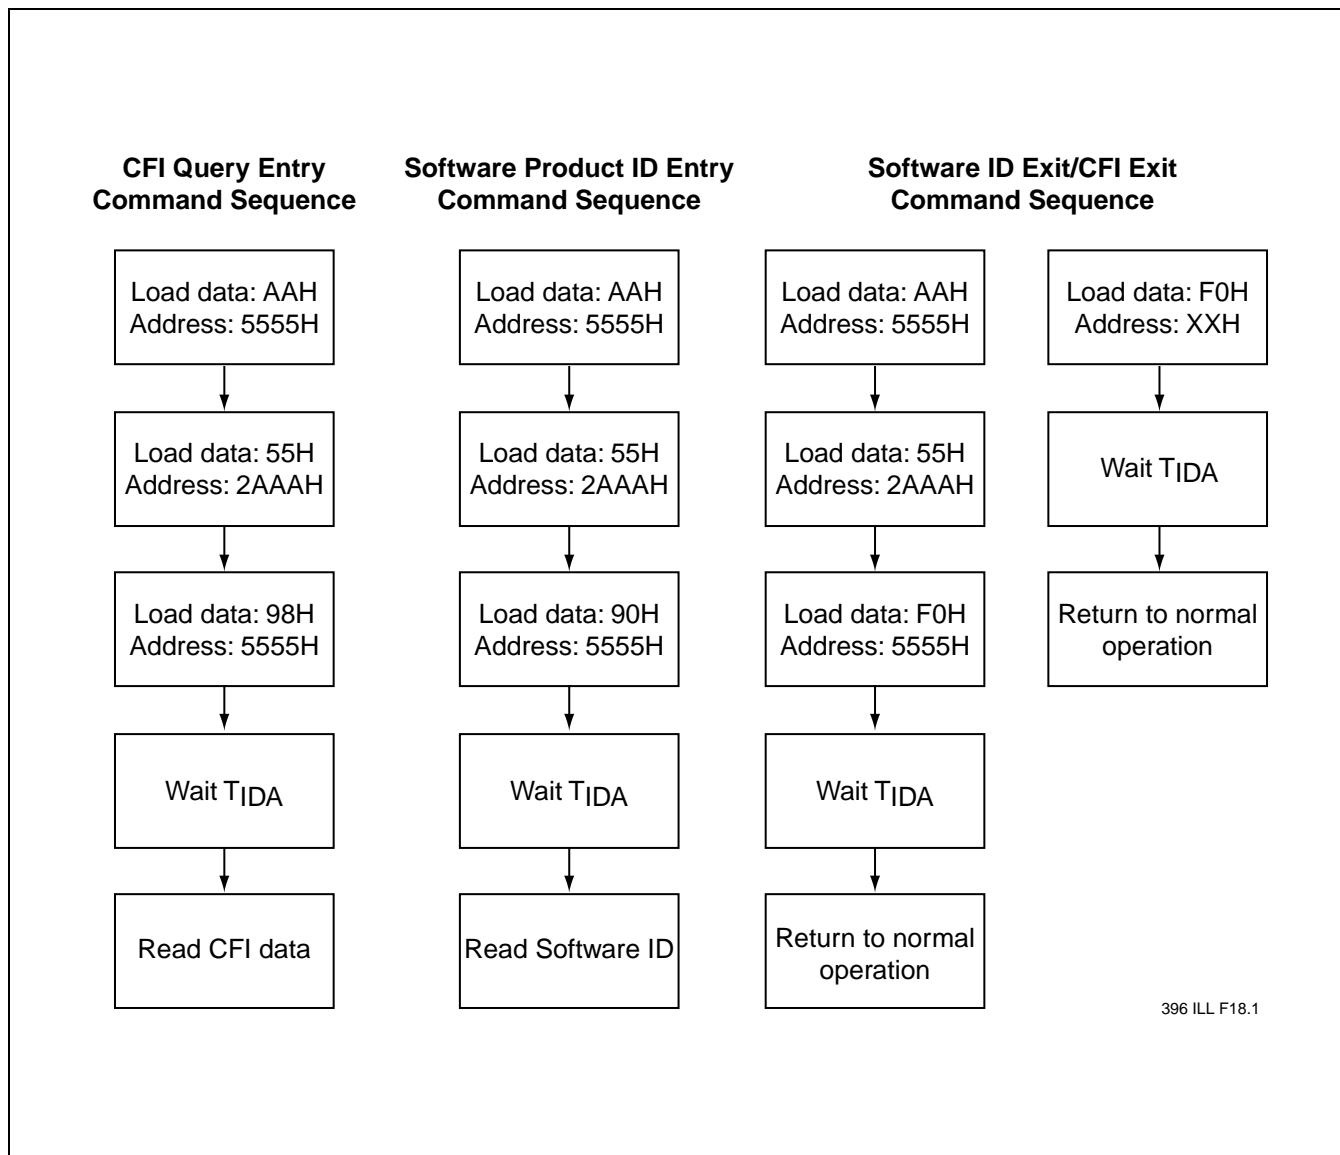 CFI Query Entry
Command Sequence
Load data: AAH
Address: 5555H
Load data: 55H
Address: 2AAAH
Load data: 98H
Address: 5555H
Wait TIDA
Read CFI data
Software Product ID Entry
Command Sequence
Load data: AAH
Address: 5555H
Load data: 55H
Address: 2AAAH
Load data: 90H
Address: 5555H
Wait TIDA
Read Software ID
Software ID Exit/CFI Exit
Command Sequence
Load data: AAH
Address: 5555H
Load data: 55H
Address: 2AAAH
Load data: F0H
Address: 5555H
Wait TIDA
Return to normal
operation
Load data: F0H
Address: XXH
Wait TIDA
Return to normal
operation
396 ILL F18.1